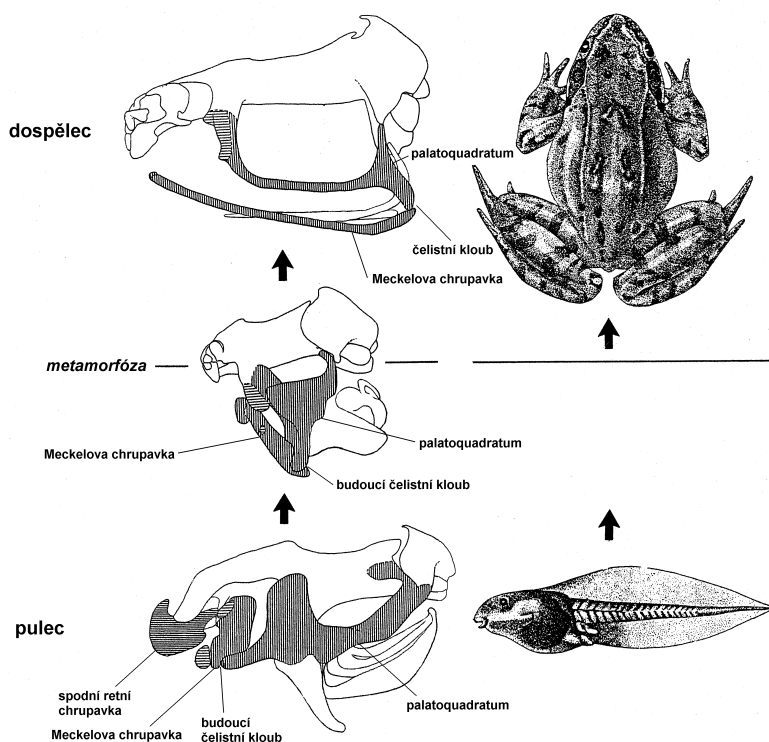 dospělec
palatoquadratum
čelistní kloub
Meckelova chrupavka
metamorfóza
Meckelova chrupavka
palatoquadratum
budoucí čelistní kloub
pulec
spodní retní
chrupavka
Meckelova chrupavka
budoucí
čelistní kloub
palatoquadratum